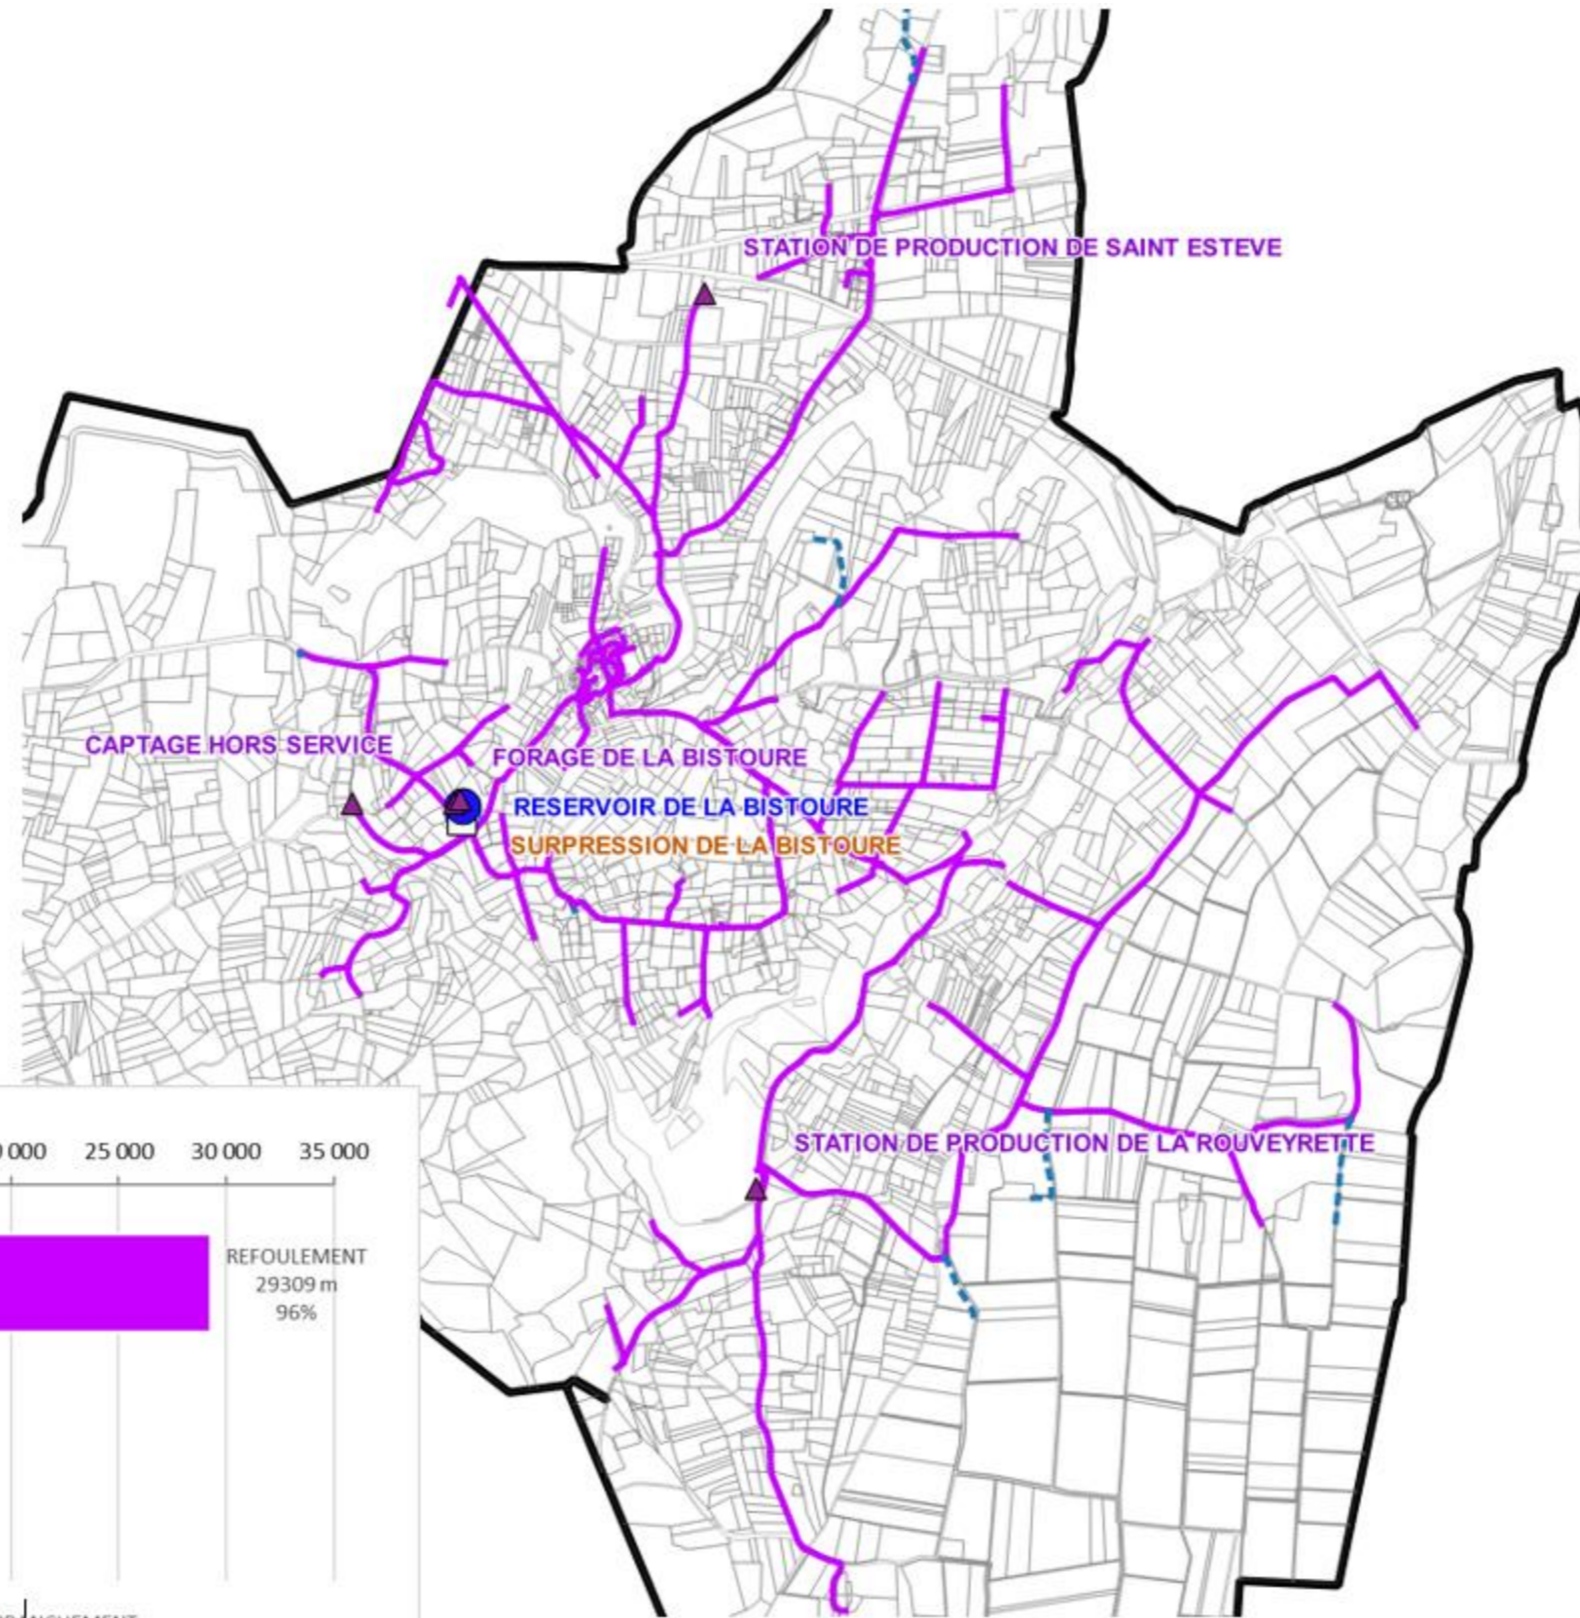 STATION DE PRODUCTION DE SAINT ESTEVE
CAPTAGE HORS SERVICE
FORAGE DE LA BISTOURE
RESERVOIR DE LA BISTOURE
SURPRESSION DE LA BISTOURE
STATION DE PRODUCTION DE LA ROUVEYRETTE
000 25 000 30 000 35 000
REFOULEMENT
29309 m
96%